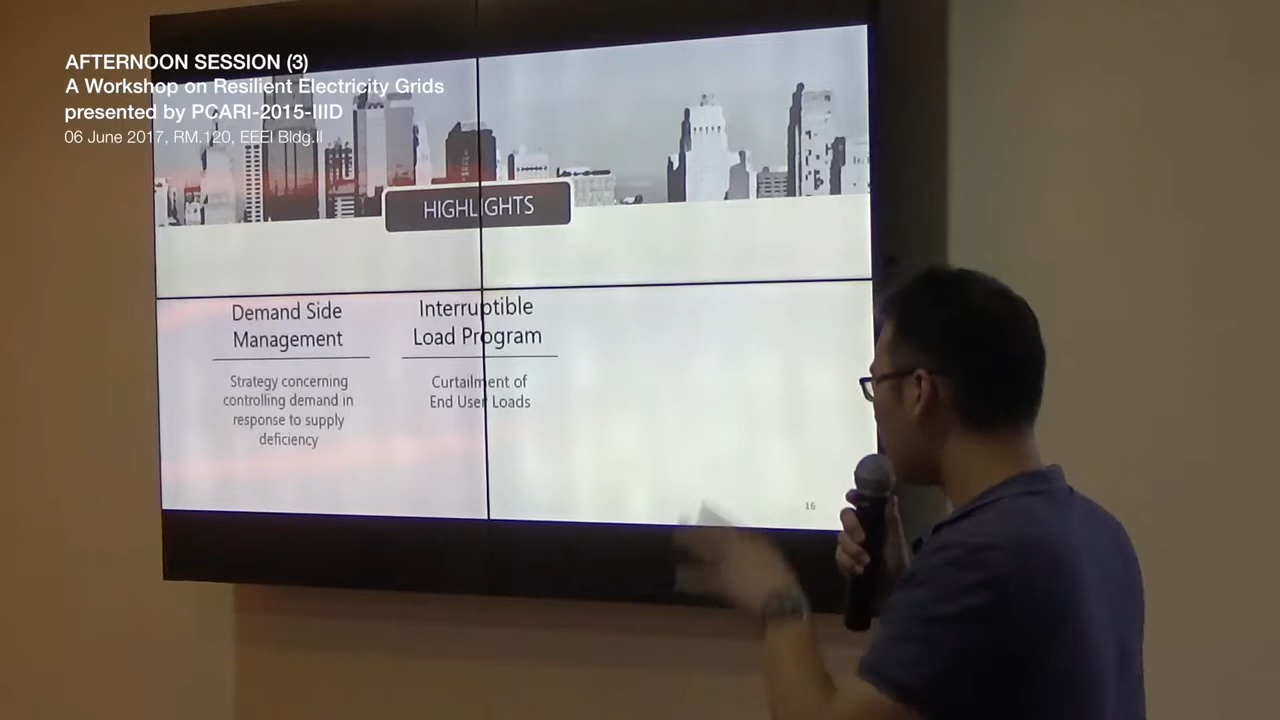 AFTERNOON SESSION (3)
A Workshop on Resilient Electricity Grids
presented by PCARI-2015-IIID
06 June 2017, RM.120, EEEI Bldg.II
HIGHLIGHTS
Demand Side
Management
Strategy concerning
controlling demand in
response to supply
deficiency
Interruptible
Load Program
Curtailment of
End User Loads
16